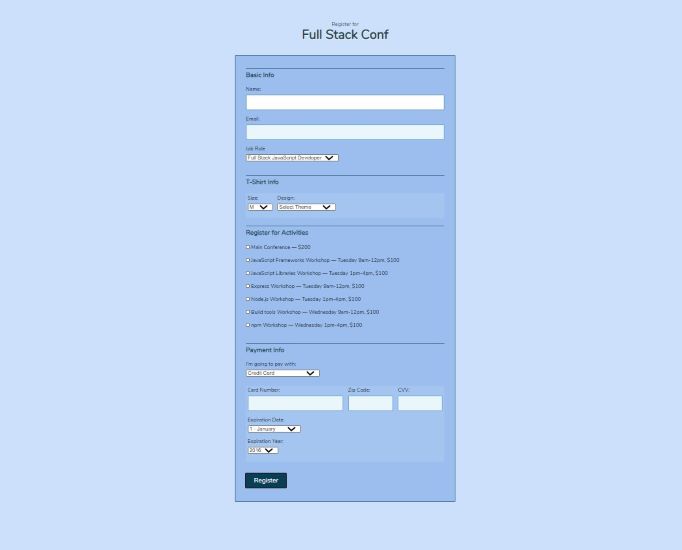 Register for
Full Stack Conf
Basic Info
Name:
Email:
Job Role
Full Stack JavaScript Developer
T-Shirt Info
Size: Design:
M Select Theme
Register for Activities
Main Conference — $200
JavaScript Frameworks Workshop — Tuesday 9am-12pm, $100
JavaScript Libraries Workshop — Tuesday 1pm-4pm, $100
Express Workshop — Tuesday 9am-12pm, $100
Node.js Workshop — Tuesday 1pm-4pm, $100
Build tools Workshop — Wednesday 9am-12pm, $100
npm Workshop — Wednesday 1pm-4pm, $100
Payment Info
I'm going to pay with:
Credit Card
Card Number: Zip Code: CVV:
Expiration Date:
1 - January
Expiration Year:
2016
Register